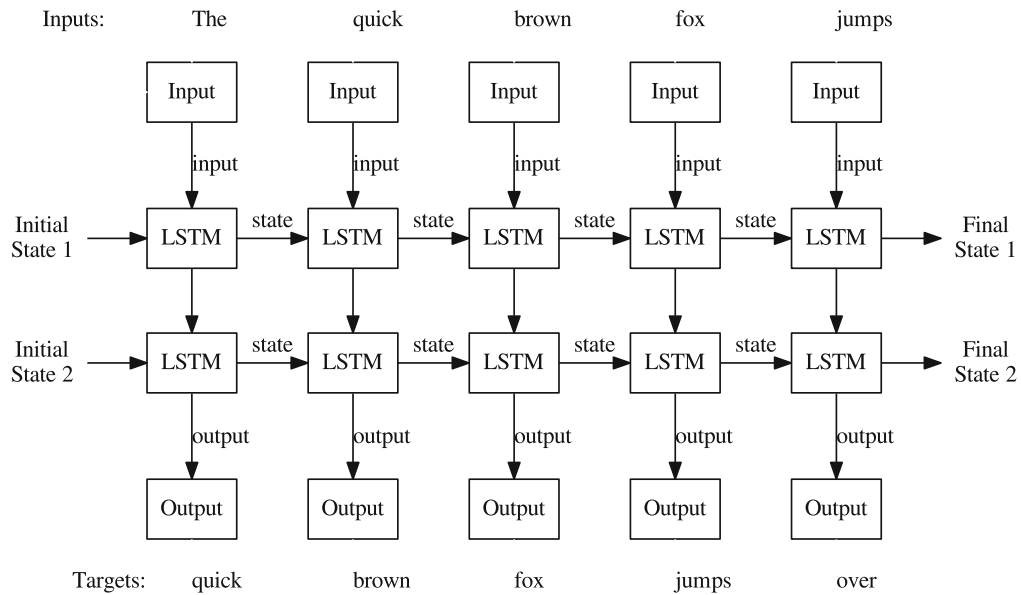 Inputs: The quick brown fox jumps
Input Input Input Input Input
input input input input input
Initial State 1
LSTM state LSTM state LSTM state LSTM state LSTM
Final State 1
Initial State 2
LSTM state LSTM state LSTM state LSTM state LSTM
Final State 2
output output output output output
Output Output Output Output Output
Targets: quick brown fox jumps over